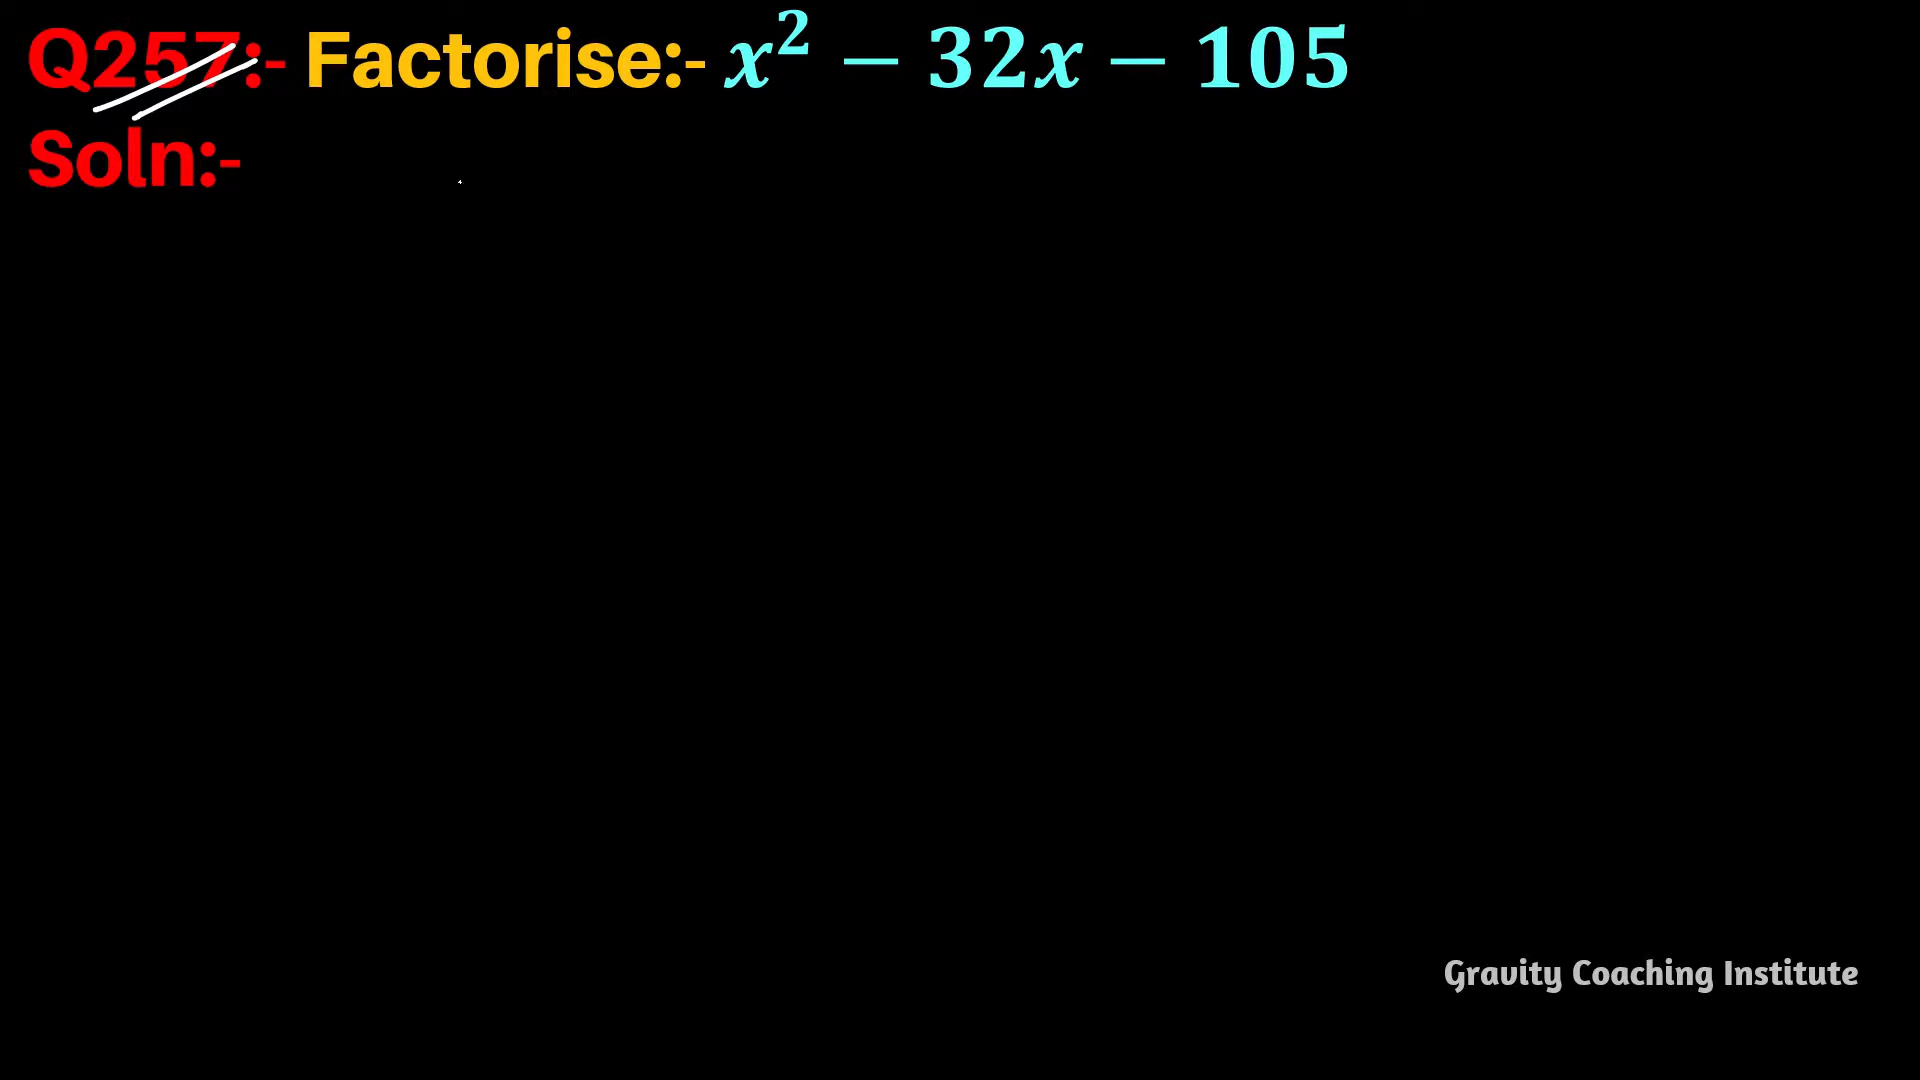 Q257:- Factorise:- x² − 32x − 105
Soln:-
Gravity Coaching Institute